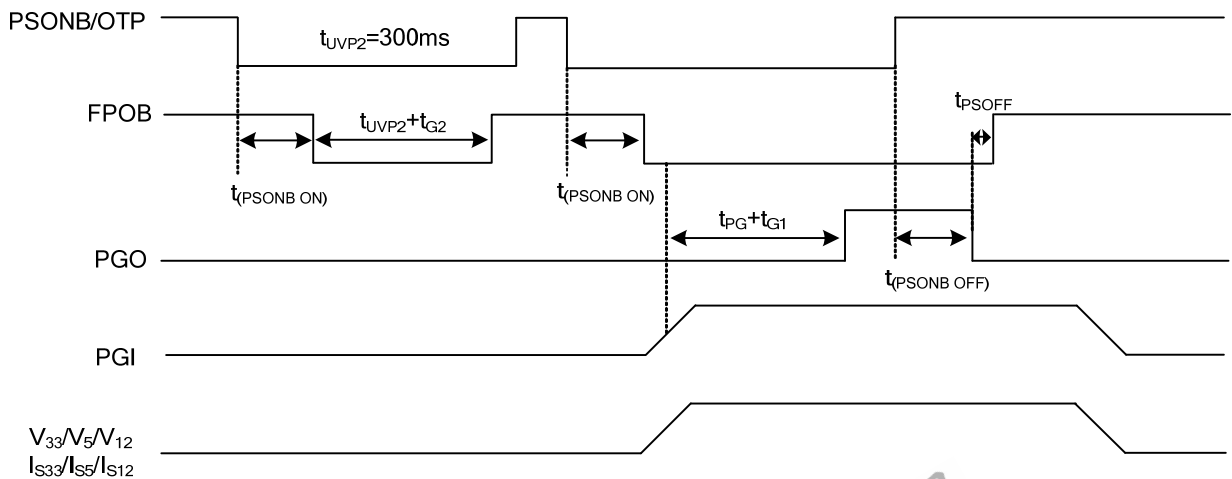 PSONB/OTP
tUVP2=300ms
FPOB
tUVP2+tG2
tPSOFF
t(PSONB ON)
t(PSONB ON)
tPG+tG1
PGO
t(PSONB OFF)
PGI
V33/V5/V12
IS33/IS5/IS12